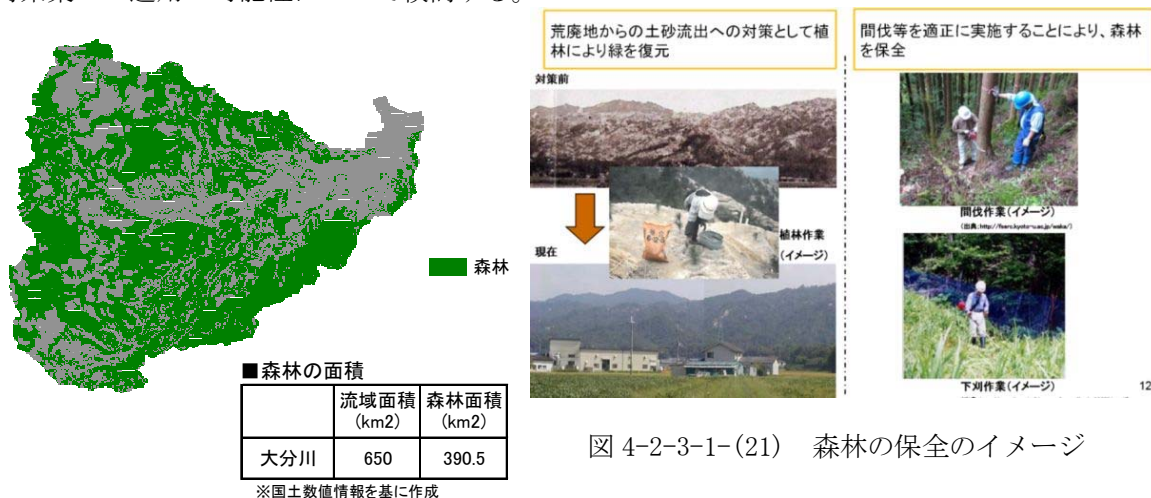 森林
■森林の面積
流域面積 森林面積
(km2) (km2)
大分川 650 390.5
※国土数値情報を基に作成
荒廃地からの土砂流出への対策として植
林により緑を復元
対策前
植林作業
(イメージ)
現在
間伐等を適正に実施することにより、森林
を保全
間伐作業(イメージ)
下刈作業(イメージ)
12
図 4-2-3-1-(21) 森林の保全のイメージ